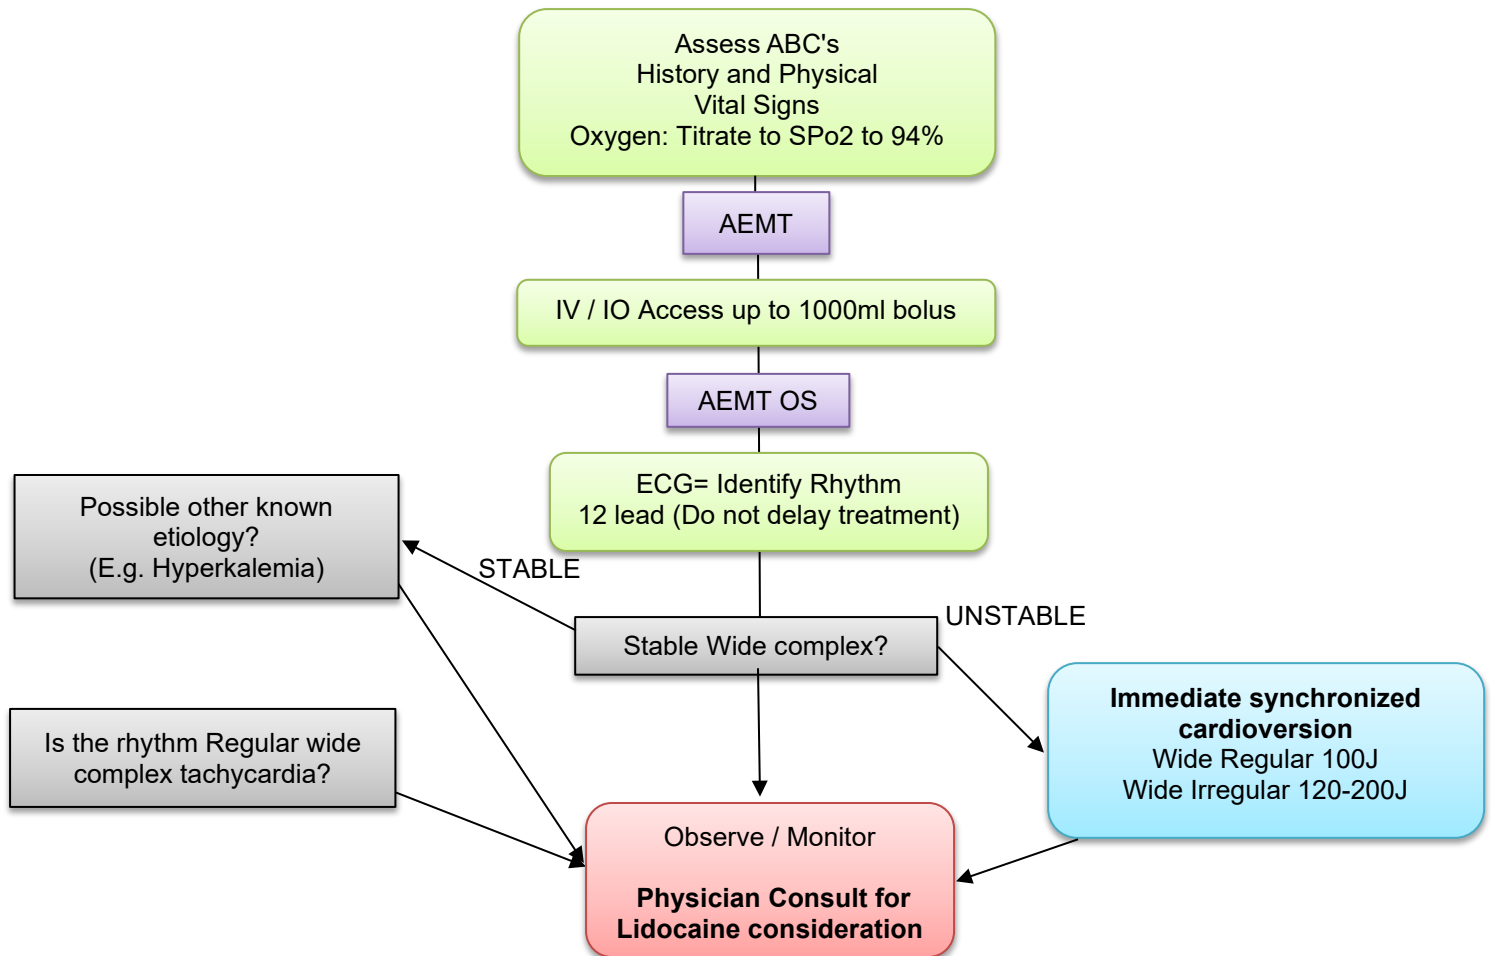 Assess ABC's
History and Physical
Vital Signs
Oxygen: Titrate to SPo2 to 94%
AEMT
IV / IO Access up to 1000ml bolus
AEMT OS
ECG= Identify Rhythm
12 lead (Do not delay treatment)
Possible other known
etiology?
(E.g. Hyperkalemia)
STABLE
UNSTABLE
Stable Wide complex?
Immediate synchronized
cardioversion
Wide Regular 100J
Wide Irregular 120-200J
Is the rhythm Regular wide
complex tachycardia?
Observe / Monitor
Physician Consult for
Lidocaine consideration